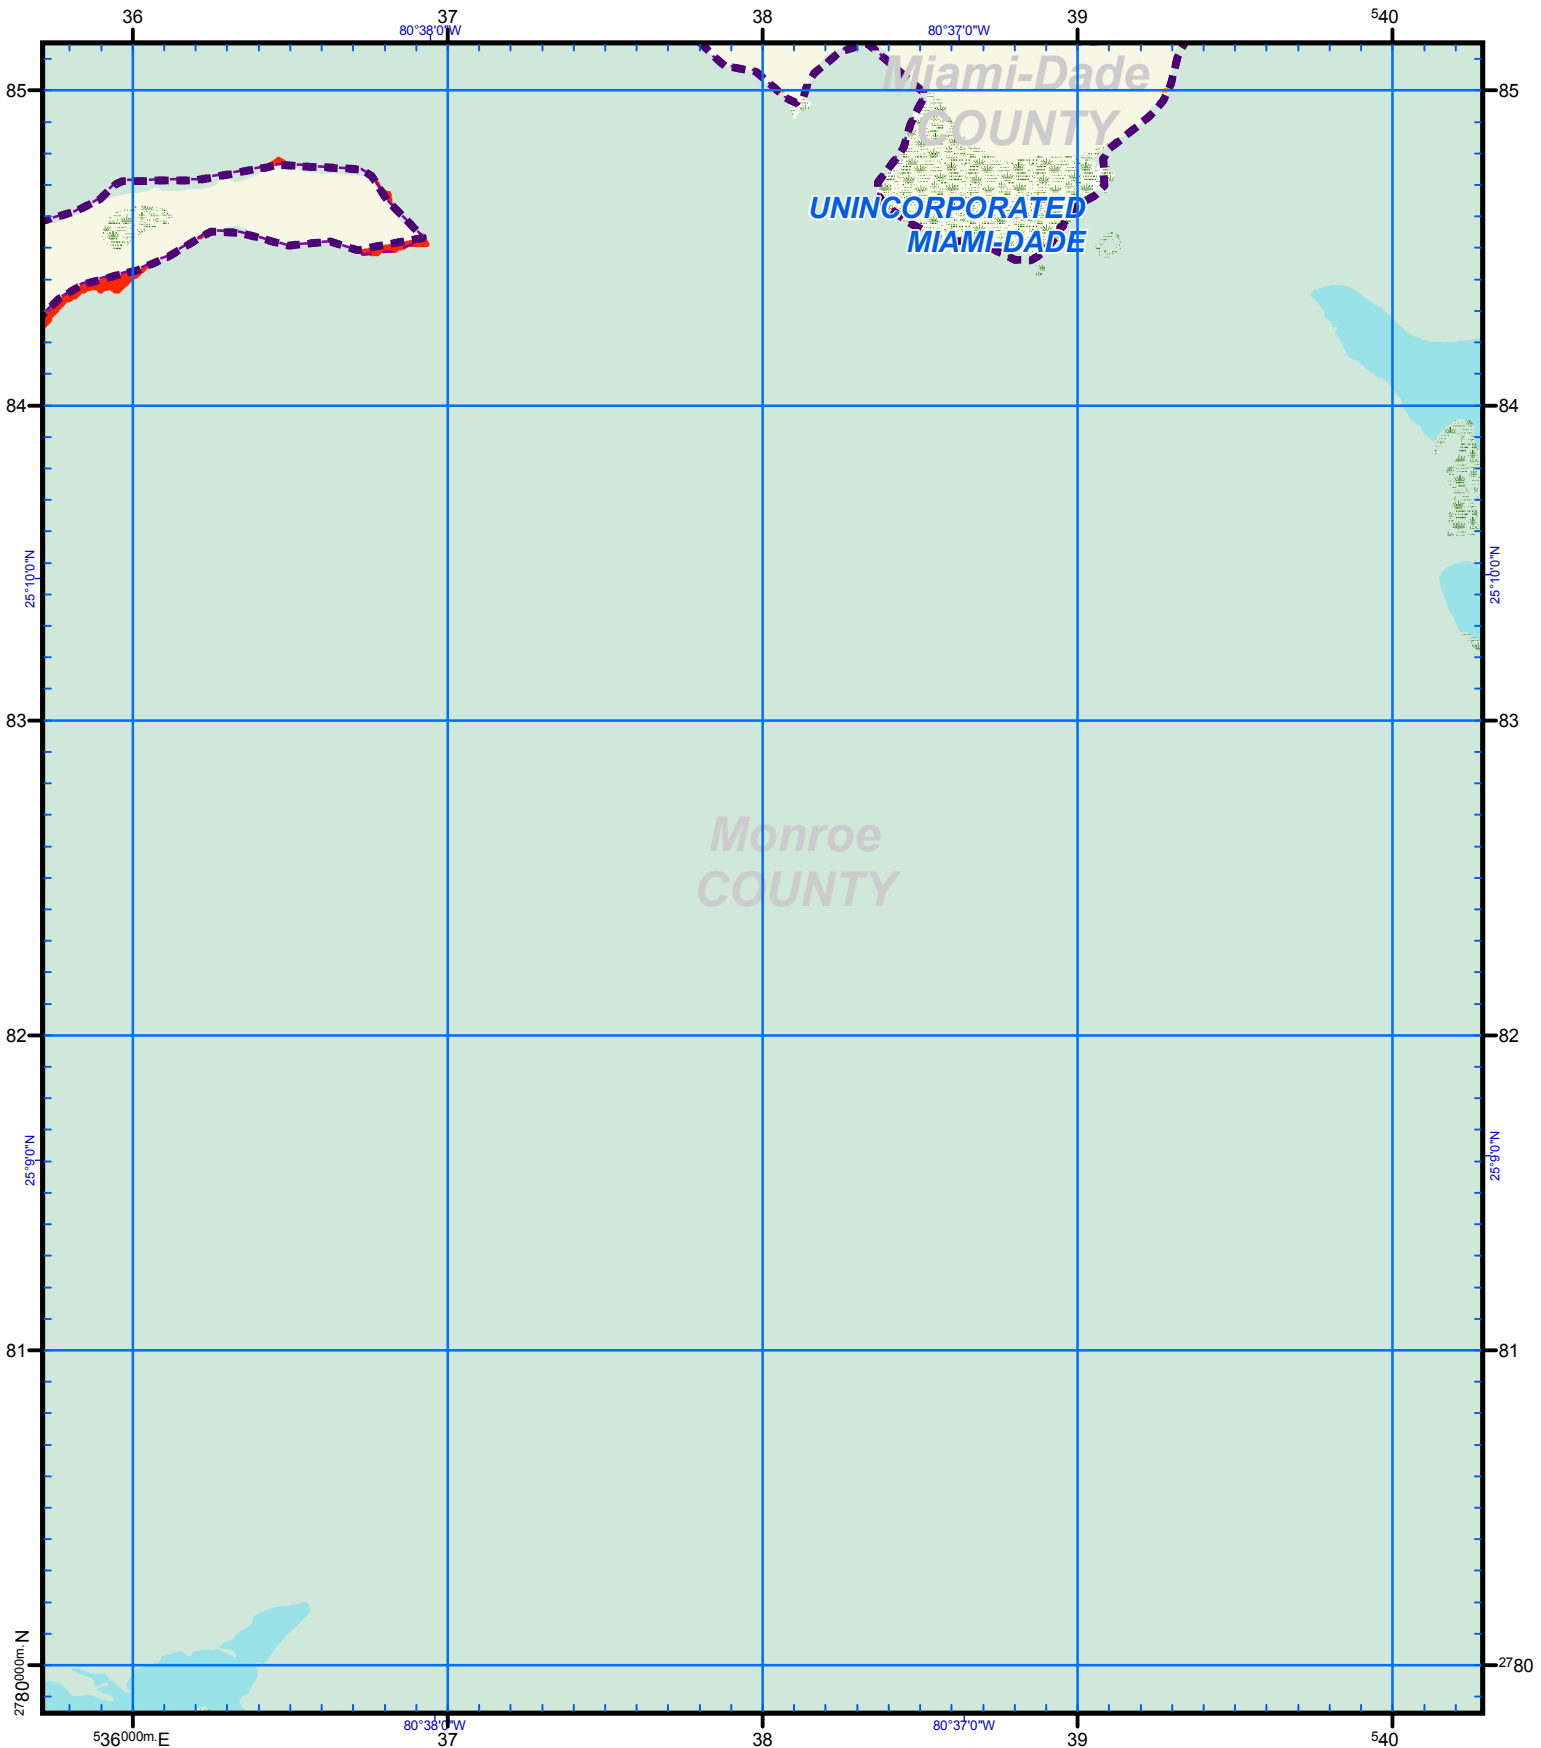 36 37 38 39 540
80°38'0"W 80°37'0"W
Miami-Dade
85 85
COUNTY
UNINCORPORATED
MIAMI-DADE
84 84
25°10'0"N 25°10'0"N
83 83
Monroe
COUNTY
82 82
25°9'0"N 25°9'0"N
81 81
2780000m. N 2780
80°38'0"W 80°37'0"W
536000m. E 37 38 39 540